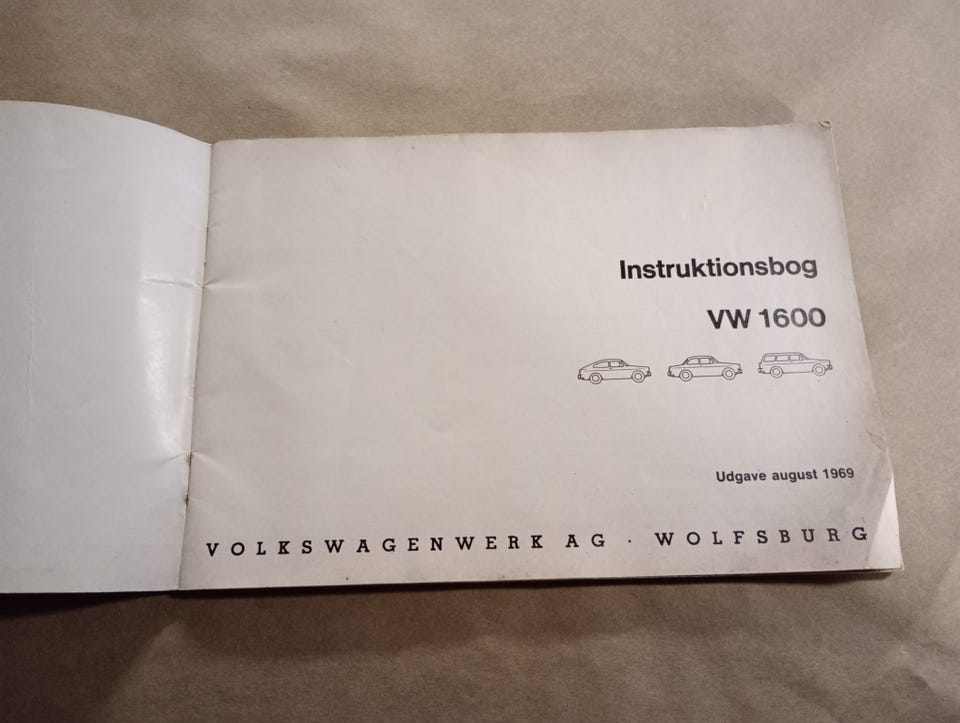 Instruktionsbog
VW 1600
Udgave august 1969
VOLKSWAGENWERK AG · WOLFSBURG